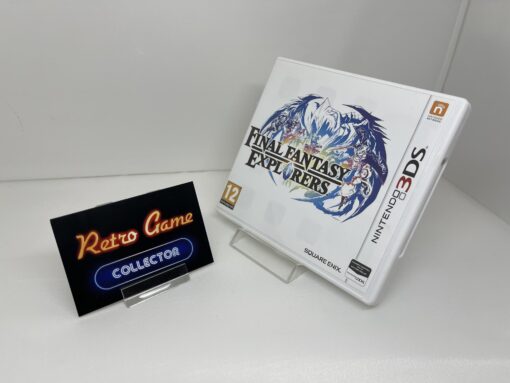 Retro Game
COLLECTOR
FINAL FANTASY
EXPLORERS
12
SQUARE ENIX.
NINTENDO 3DS